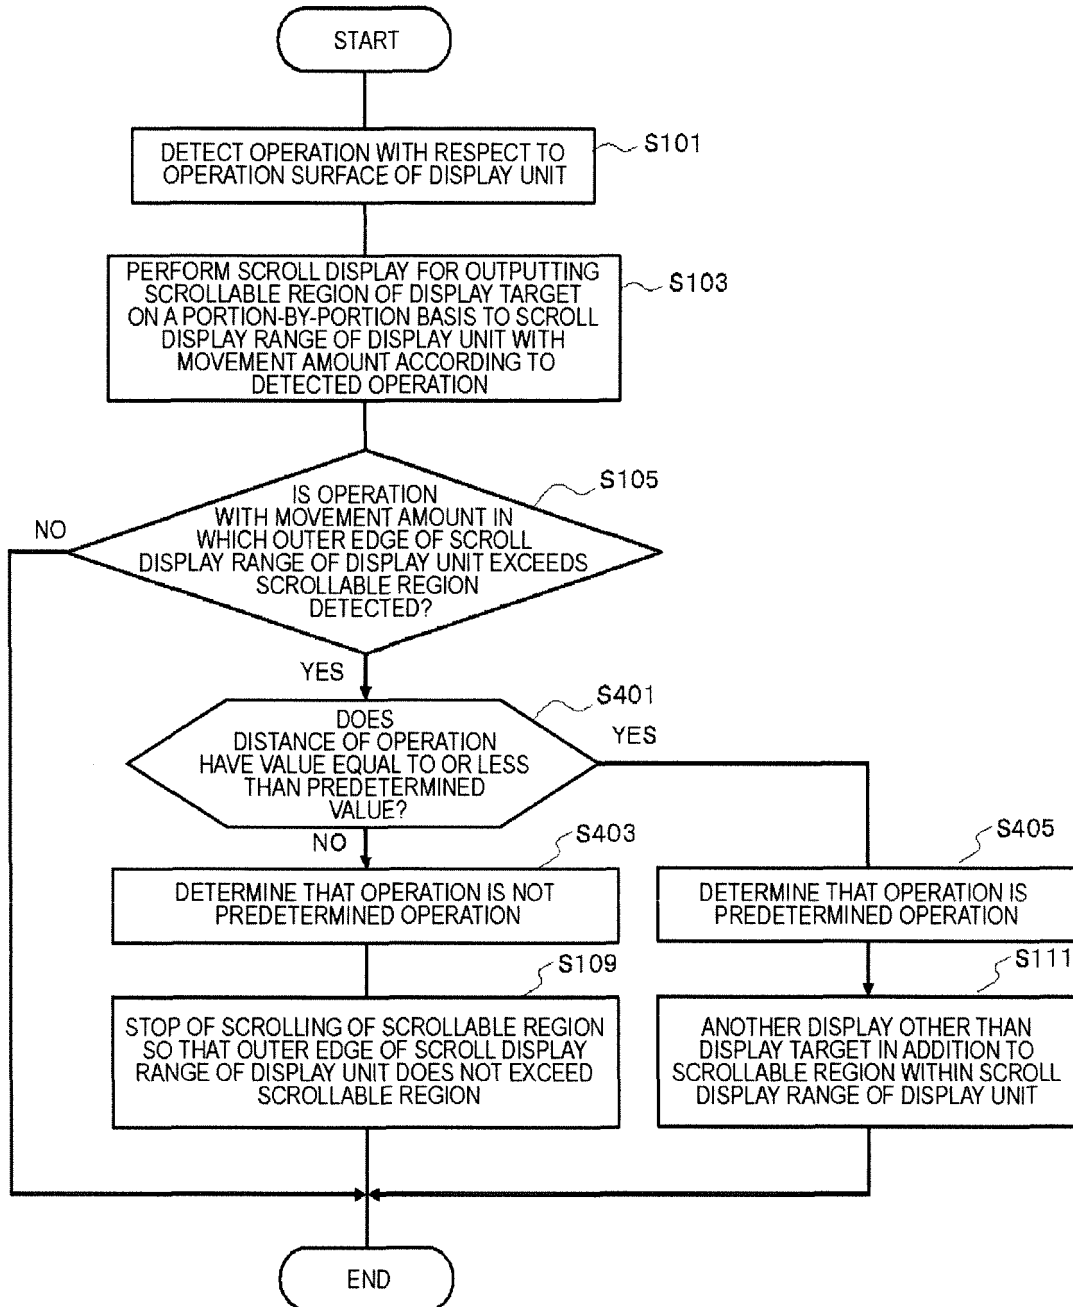 START
DETECT OPERATION WITH RESPECT TO
OPERATION SURFACE OF DISPLAY UNIT
S101
PERFORM SCROLL DISPLAY FOR OUTPUTTING
SCROLLABLE REGION OF DISPLAY TARGET
ON A PORTION-BY-PORTION BASIS TO SCROLL
DISPLAY RANGE OF DISPLAY UNIT WITH
MOVEMENT AMOUNT ACCORDING TO
DETECTED OPERATION
S103
IS OPERATION
WITH MOVEMENT AMOUNT IN
WHICH OUTER EDGE OF SCROLL
DISPLAY RANGE OF DISPLAY UNIT EXCEEDS
SCROLLABLE REGION
DETECTED?
S105
NO
YES
DOES
DISTANCE OF OPERATION
HAVE VALUE EQUAL TO OR LESS
THAN PREDETERMINED
VALUE?
S401
YES
NO
S403
DETERMINE THAT OPERATION IS NOT
PREDETERMINED OPERATION
S405
DETERMINE THAT OPERATION IS
PREDETERMINED OPERATION
S109
STOP OF SCROLLING OF SCROLLABLE REGION
SO THAT OUTER EDGE OF SCROLL DISPLAY
RANGE OF DISPLAY UNIT DOES NOT EXCEED
SCROLLABLE REGION
S111
ANOTHER DISPLAY OTHER THAN
DISPLAY TARGET IN ADDITION TO
SCROLLABLE REGION WITHIN SCROLL
DISPLAY RANGE OF DISPLAY UNIT
END